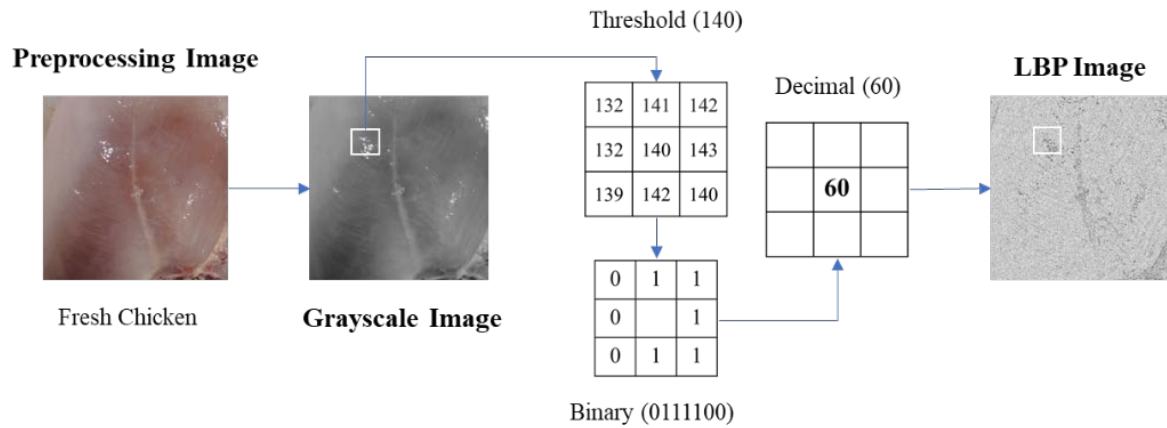 Threshold (140)
Preprocessing Image
LBP Image
Decimal (60)
132 141 142
132 140 143
139 142 140
60
Fresh Chicken
Grayscale Image
0 1 1
0 1
0 1 1
Binary (0111100)